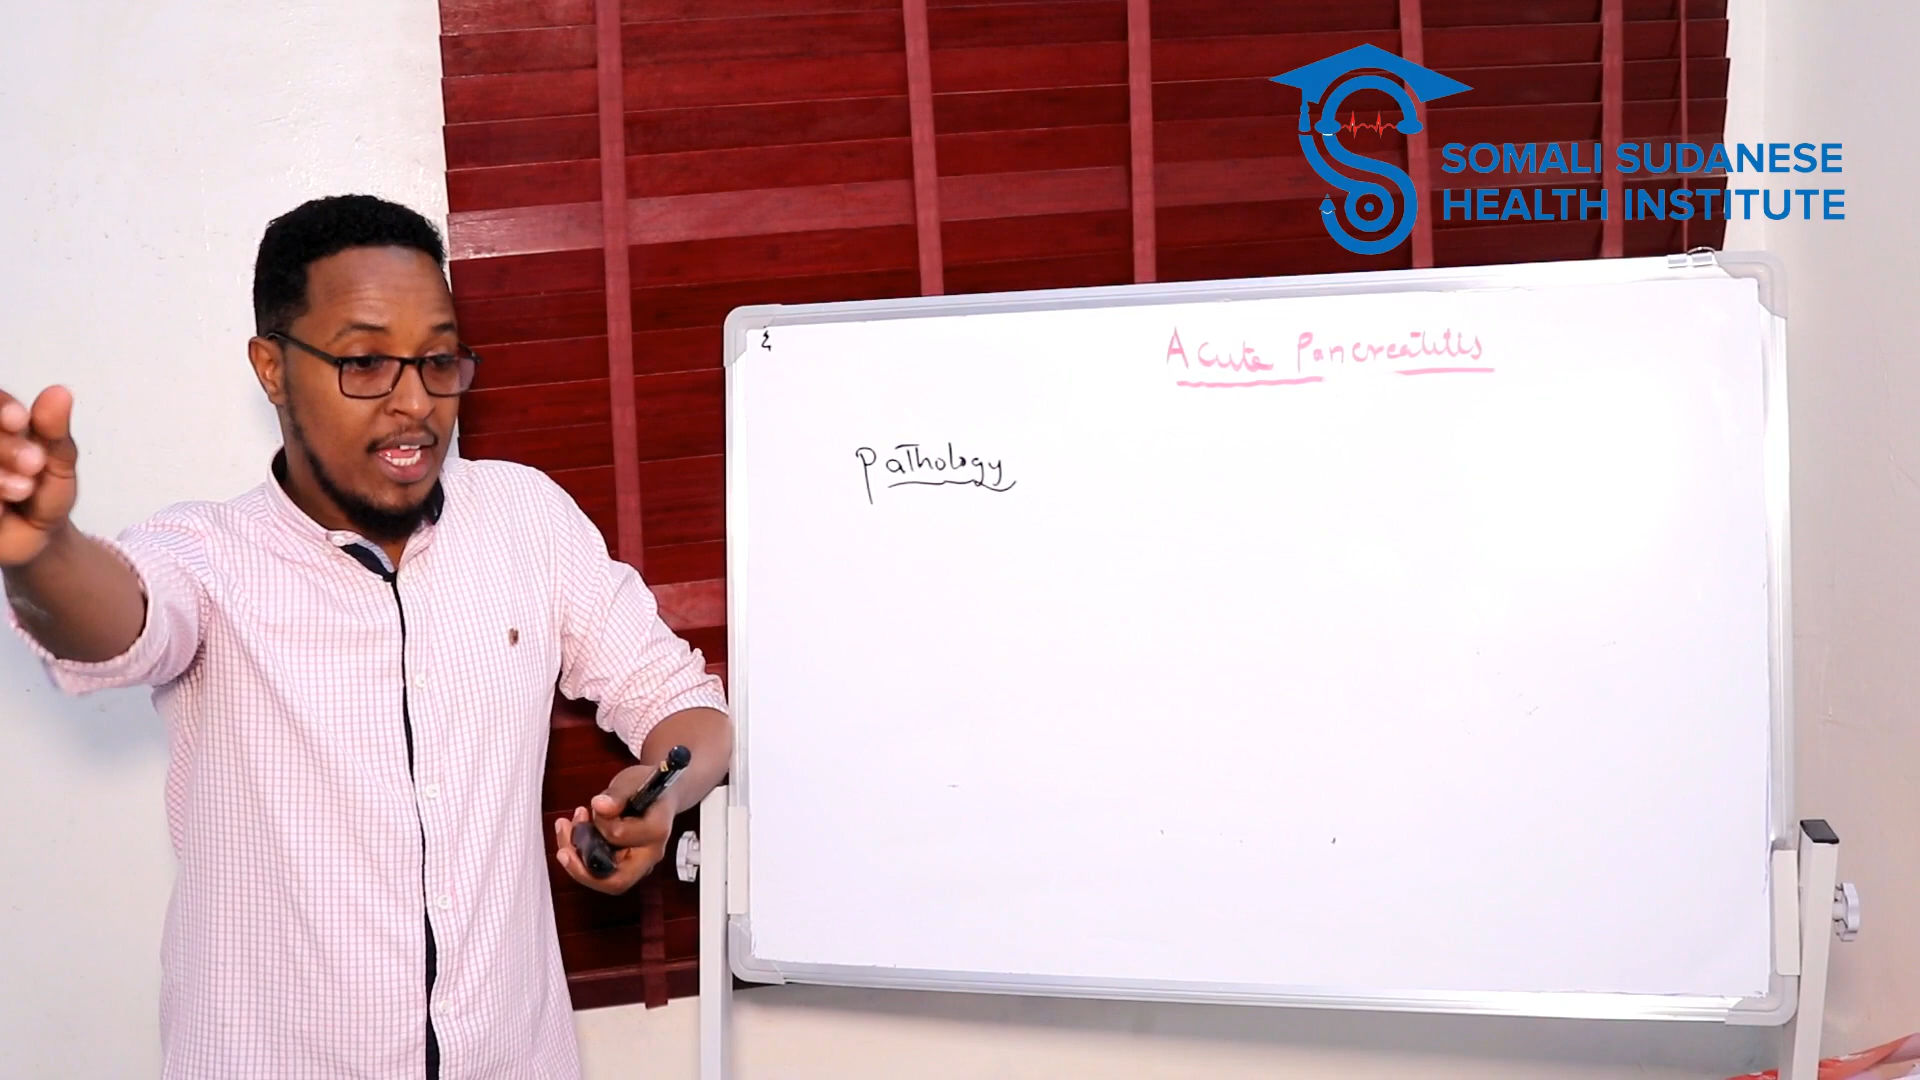 SOMALI SUDANESE
HEALTH INSTITUTE
Acute Pancreatitis
Pathology